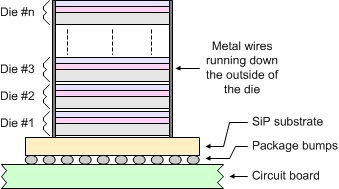 Die #n
Die #3
Die #2
Die #1
Metal wires
running down
the outside of
the die
SiP substrate
Package bumps
Circuit board